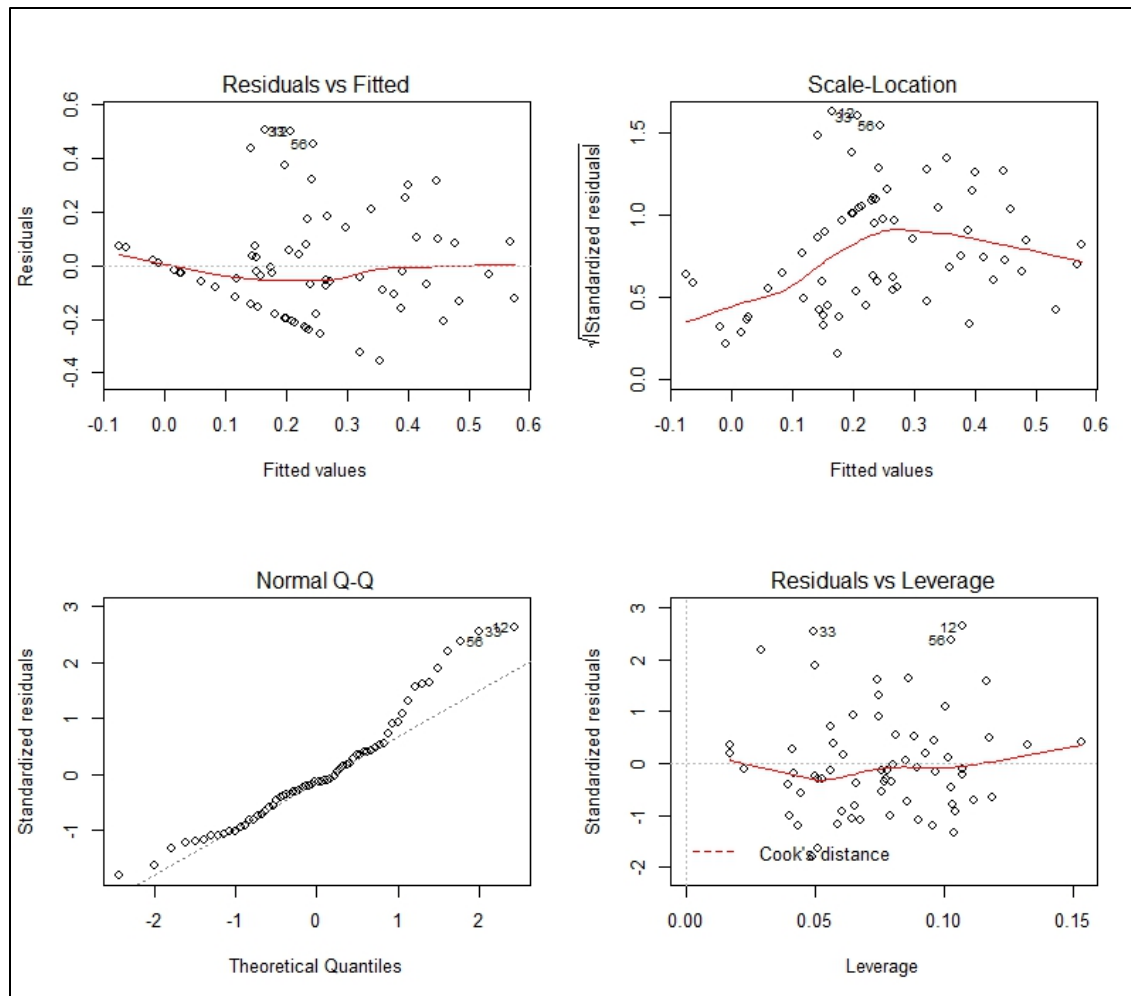 Residuals vs Fitted
Residuals
0.6
0.4
0.2
0.0
-0.2
-0.4
33
12
56
-0.1 0.0 0.1 0.2 0.3 0.4 0.5 0.6
Fitted values
Scale-Location
√|Standardized residuals|
1.5
1.0
0.5
0.0
12
33
56
-0.1 0.0 0.1 0.2 0.3 0.4 0.5 0.6
Fitted values
Normal Q-Q
Standardized residuals
3
2
1
0
-1
12
33
56
-2 -1 0 1 2
Theoretical Quantiles
Residuals vs Leverage
Standardized residuals
3
2
1
0
-1
-2
33
12
56
Cook's distance
0.00 0.05 0.10 0.15
Leverage